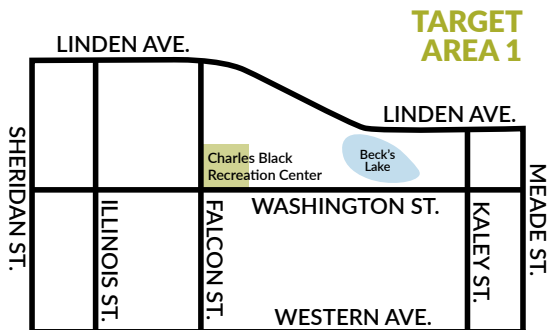 TARGET
AREA 1
LINDEN AVE.
LINDEN AVE.
SHERIDAN ST.
Charles Black
Recreation Center
Beck's
Lake
MEADE ST.
ILLINOIS ST.
FALCON ST.
WASHINGTON ST.
KALEY ST.
WESTERN AVE.